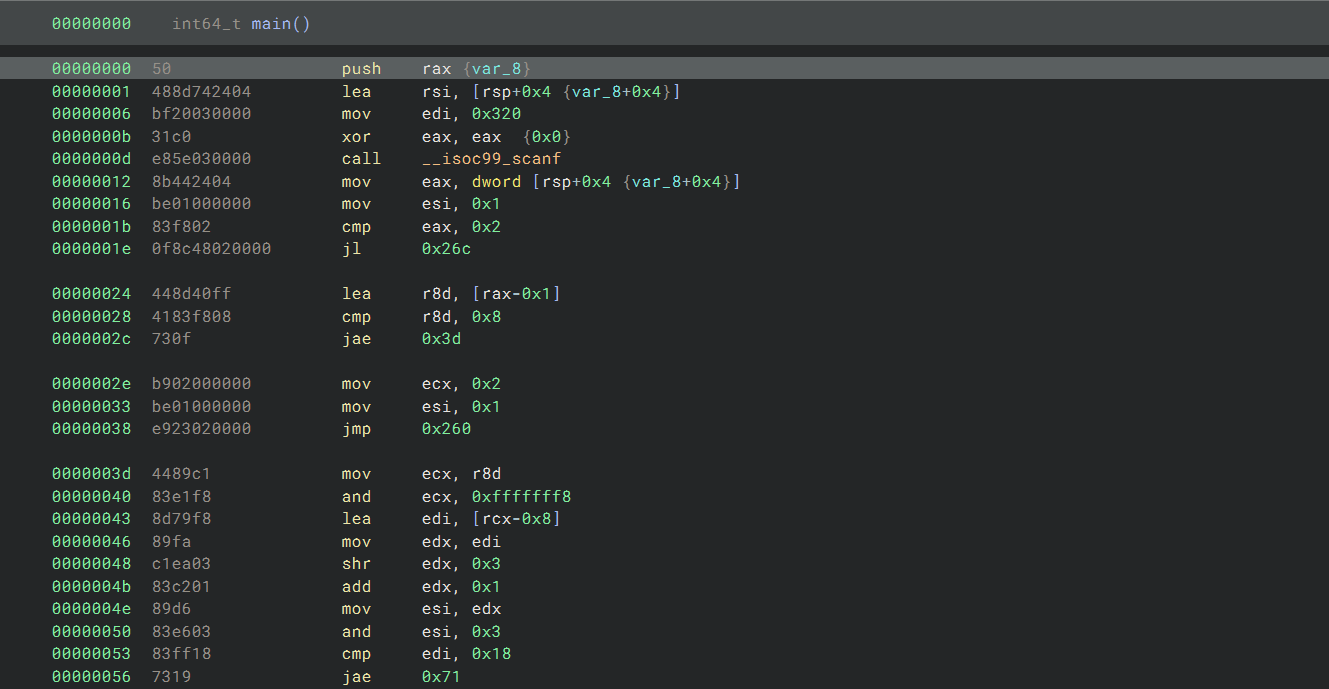 00000000 int64_t main()
00000000 50 push rax {var_8}
00000001 488d742404 lea rsi, [rsp+0x4 {var_8+0x4}]
00000006 bf20030000 mov edi, 0x320
0000000b 31c0 xor eax, eax {0x0}
0000000d e85e030000 call __isoc99_scanf
00000012 8b442404 mov eax, dword [rsp+0x4 {var_8+0x4}]
00000016 be01000000 mov esi, 0x1
0000001b 83f802 cmp eax, 0x2
0000001e 0f8c48020000 jl 0x26c
00000024 448d40ff lea r8d, [rax-0x1]
00000028 4183f808 cmp r8d, 0x8
0000002c 730f jae 0x3d
0000002e b902000000 mov ecx, 0x2
00000033 be01000000 mov esi, 0x1
00000038 e923020000 jmp 0x260
0000003d 4489c1 mov ecx, r8d
00000040 83e1f8 and ecx, 0xfffffff8
00000043 8d79f8 lea edi, [rcx-0x8]
00000046 89fa mov edx, edi
00000048 c1ea03 shr edx, 0x3
0000004b 83c201 add edx, 0x1
0000004e 89d6 mov esi, edx
00000050 83e603 and esi, 0x3
00000053 83ff18 cmp edi, 0x18
00000056 7319 jae 0x71